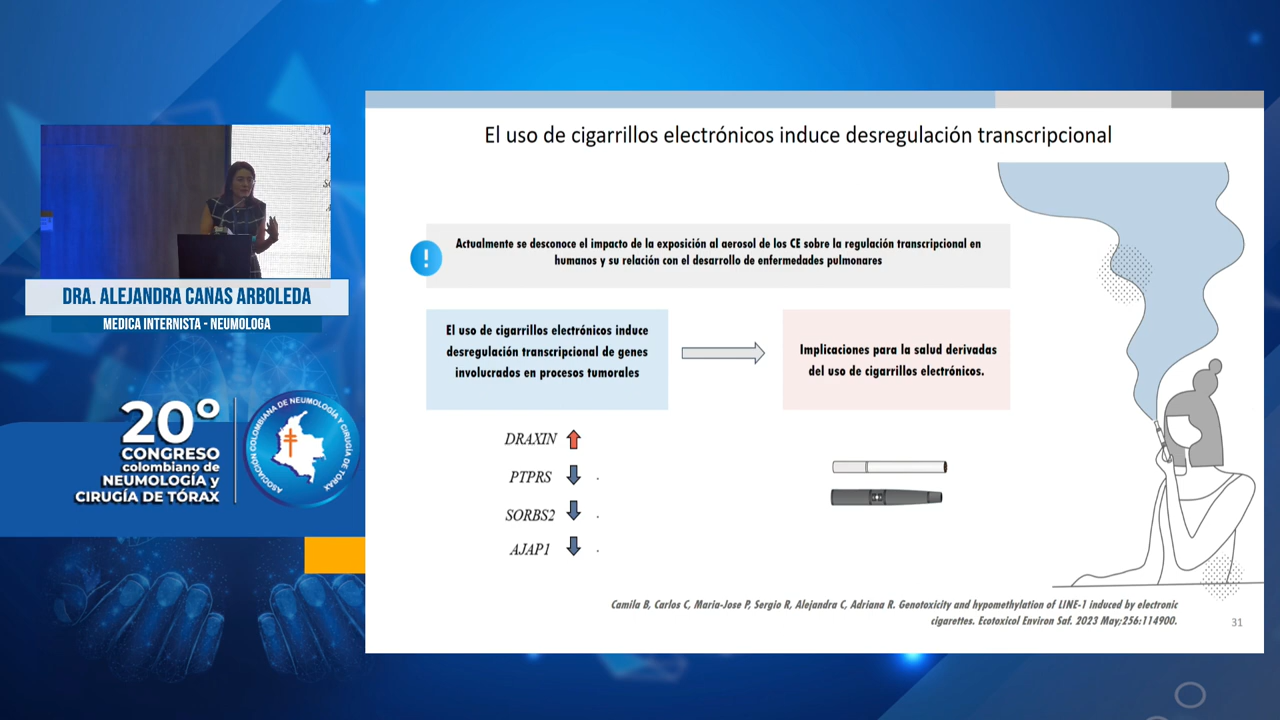 El uso de cigarrillos electrónicos induce desregulación transcripcional
Actualmente se desconoce el impacto de la exposición al aerosol de los CE sobre la regulación transcripcional en
humanos y su relación con el desarrollo de enfermedades pulmonares
El uso de cigarrillos electrónicos induce
desregulación transcripcional de genes
involucrados en procesos tumorales
Implicaciones para la salud derivadas
del uso de cigarrillos electrónicos.
DRAXIN
PTPRS
SORBS2
AJAP1
Camila B, Carlos C, Maria-Jose P, Sergio R, Alejandra C, Adriana R. Genotoxicity and hypomethylation of LINE-1 induced by electronic
cigarettes. Ecotoxicol Environ Saf. 2023 May;256:114900.
31
DRA. ALEJANDRA CANAS ARBOLEDA
MEDICA INTERNISTA - NEUMOLOGA
20º
CONGRESO
colombiano de
NEUMOLOGÍA y
CIRUGÍA DE TÓRAX
ASOCIACIÓN COLOMBIANA DE NEUMOLOGÍA Y CIRUGÍA DE TÓRAX